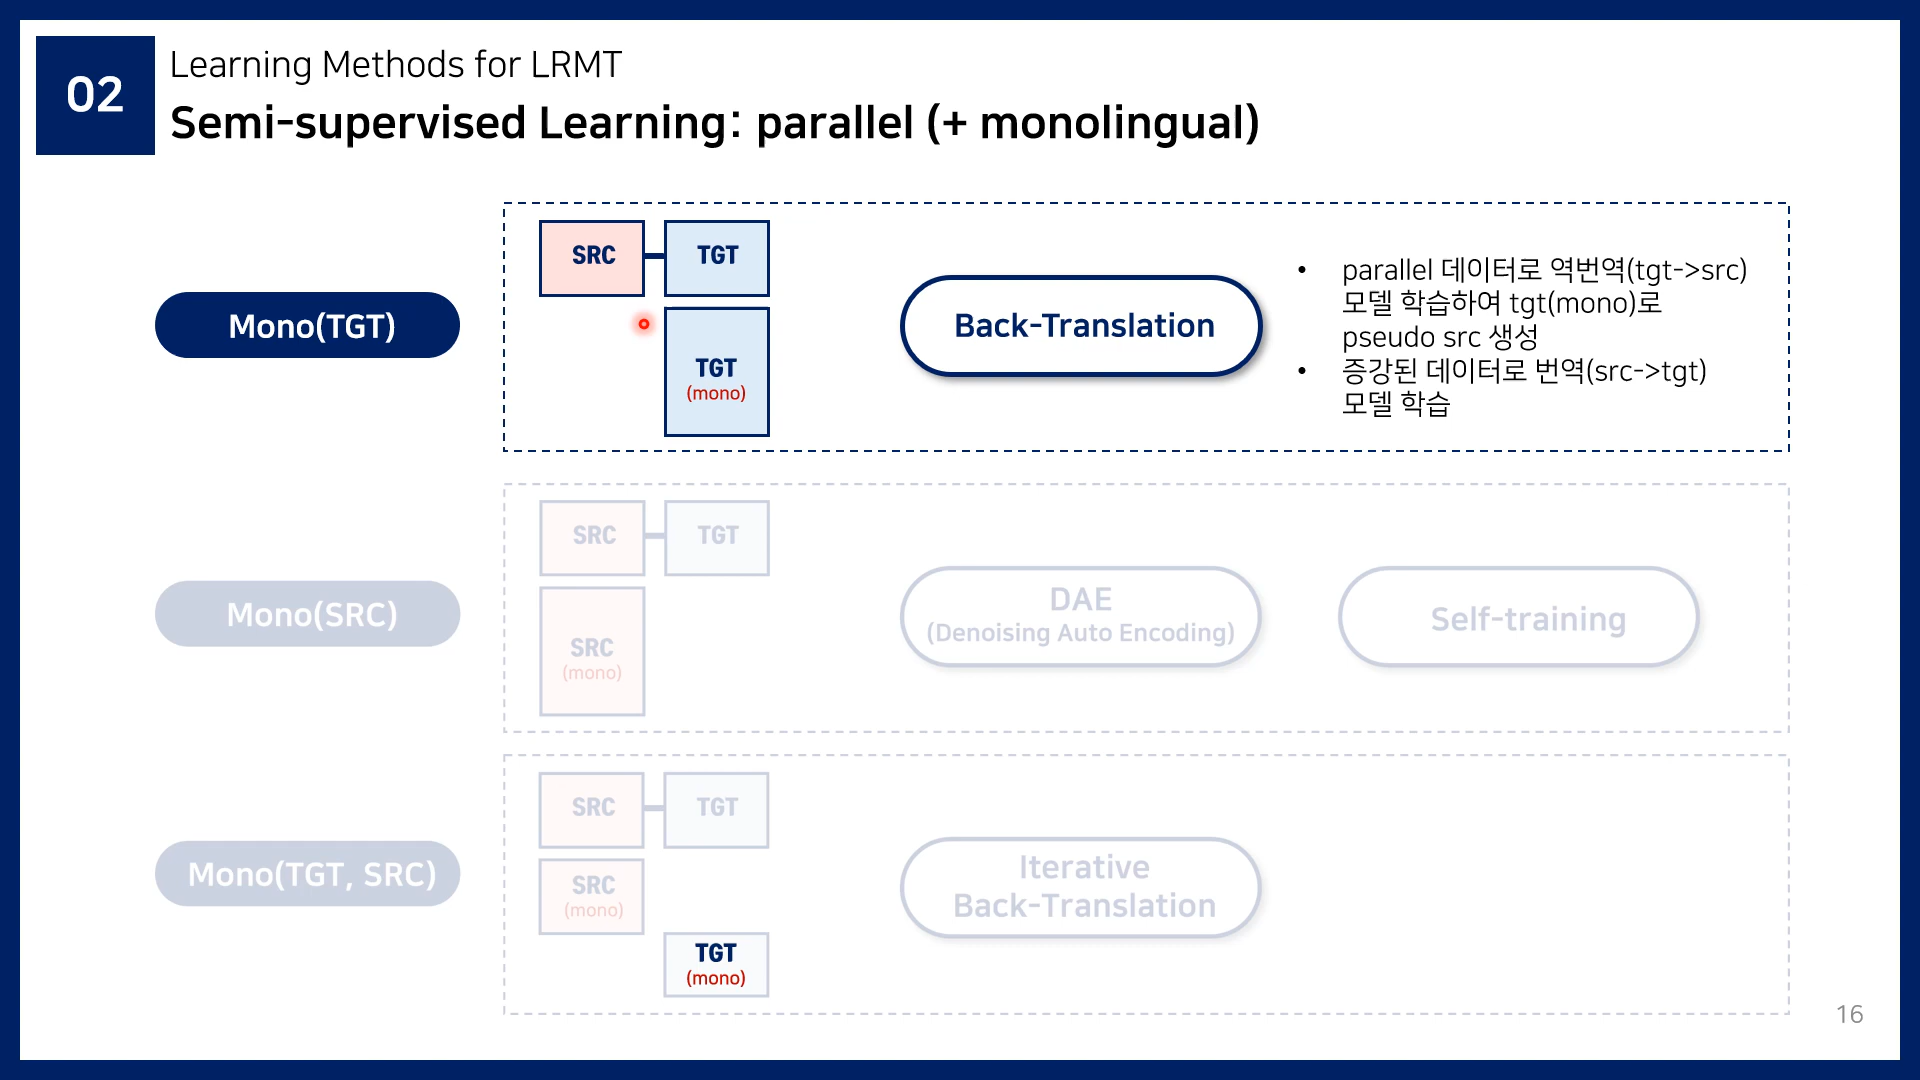 02
Learning Methods for LRMT
Semi-supervised Learning: parallel (+ monolingual)
Mono(TGT)
SRC
TGT
TGT
(mono)
Back-Translation
• parallel 데이터로 역번역(tgt->src)
모델 학습하여 tgt(mono)로
pseudo src 생성
• 증강된 데이터로 번역(src->tgt)
모델 학습
Mono(SRC)
SRC
TGT
SRC
(mono)
DAE
(Denoising Auto Encoding)
Self-training
Mono(TGT, SRC)
SRC
TGT
SRC
(mono)
TGT
(mono)
Iterative
Back-Translation
16